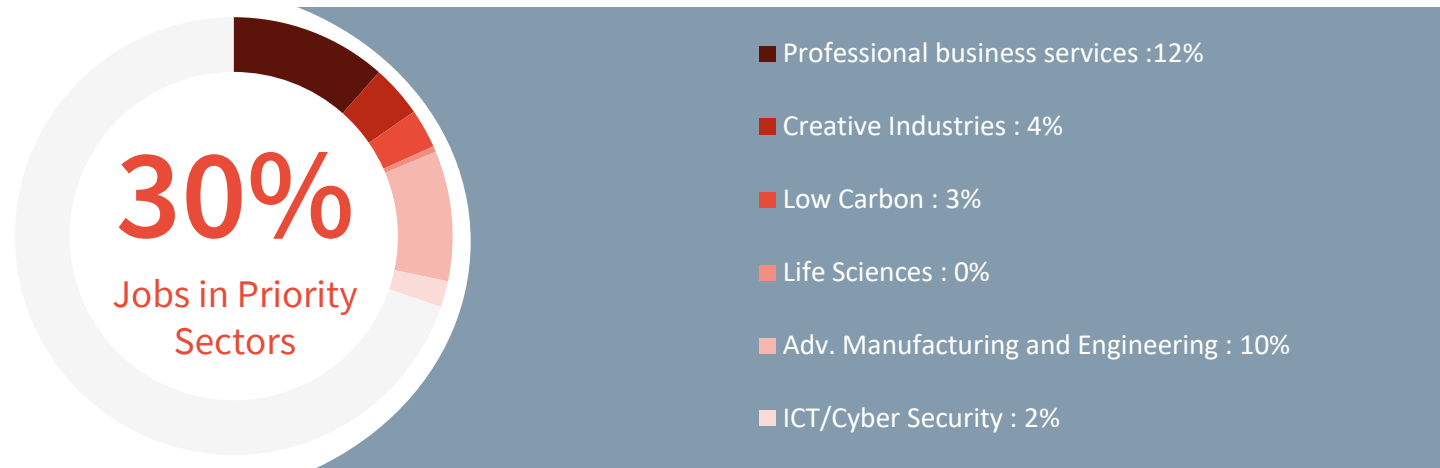 30%
Jobs in Priority
Sectors
Professional business services :12%
Creative Industries : 4%
Low Carbon : 3%
Life Sciences : 0%
Adv. Manufacturing and Engineering : 10%
ICT/Cyber Security : 2%